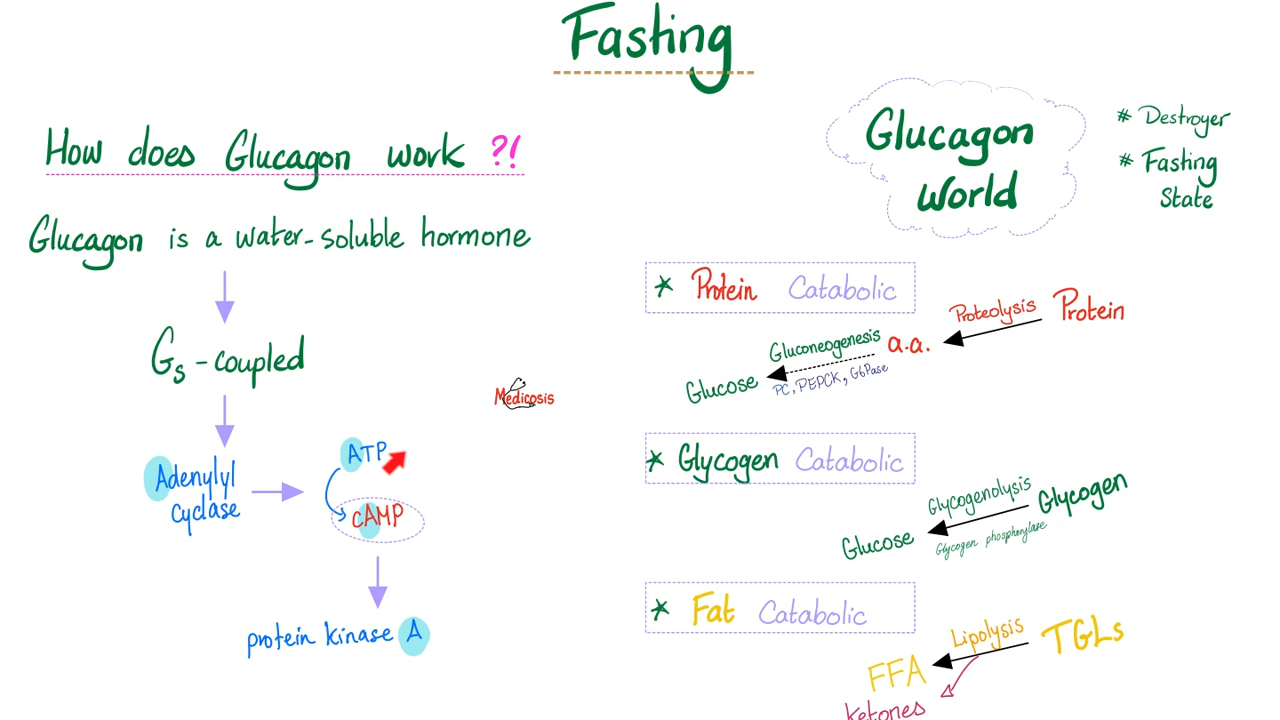 Fasting
How does Glucagon work ?!
Glucagon is a water-soluble hormone
Gs-coupled
Adenylyl
cyclase
ATP
cAMP
protein kinase A
Medicosis
Glucagon
World
# Destroyer
# Fasting
State
* Protein Catabolic
Protein
Proteolysis
a.a.
Gluconeogenesis
PC, PEPCK, G6Pase
Glucose
* Glycogen Catabolic
Glycogen
Glycogenolysis
Glycogen phosphorylase
Glucose
* Fat Catabolic
TGLs
Lipolysis
FFA
Ketones